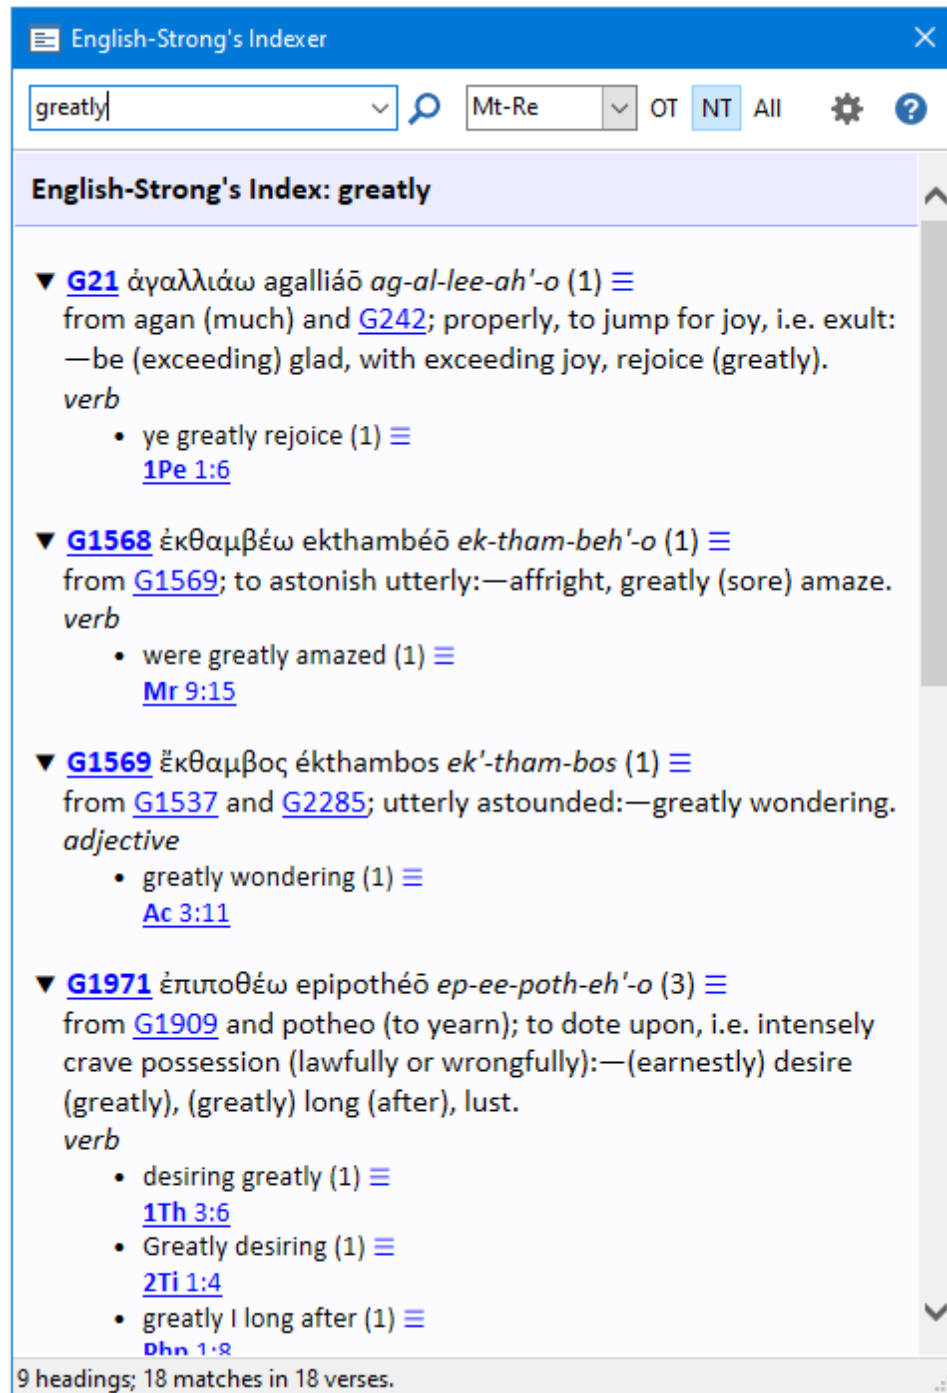 English-Strong's Indexer
greatly Mt-Re OT NT All
English-Strong's Index: greatly
▼ G21 ἀγαλλιάω agalliáō ag-al-lee-ah'-o (1) ☰
from agan (much) and G242; properly, to jump for joy, i.e. exult:
—be (exceeding) glad, with exceeding joy, rejoice (greatly).
verb
• ye greatly rejoice (1) ☰
1Pe 1:6
▼ G1568 ἐκθαμβέω ekthambéō ek-tham-beh'-o (1) ☰
from G1569; to astonish utterly:—affright, greatly (sore) amaze.
verb
• were greatly amazed (1) ☰
Mr 9:15
▼ G1569 ἔκθαμβος ékthambos ek'-tham-bos (1) ☰
from G1537 and G2285; utterly astounded:—greatly wondering.
adjective
• greatly wondering (1) ☰
Ac 3:11
▼ G1971 ἐπιποθέω epipothéō ep-ee-poth-eh'-o (3) ☰
from G1909 and potheo (to yearn); to dote upon, i.e. intensely
crave possession (lawfully or wrongfully):—(earnestly) desire
(greatly), (greatly) long (after), lust.
verb
• desiring greatly (1) ☰
1Th 3:6
• Greatly desiring (1) ☰
2Ti 1:4
• greatly I long after (1) ☰
Php 1:8
9 headings; 18 matches in 18 verses.